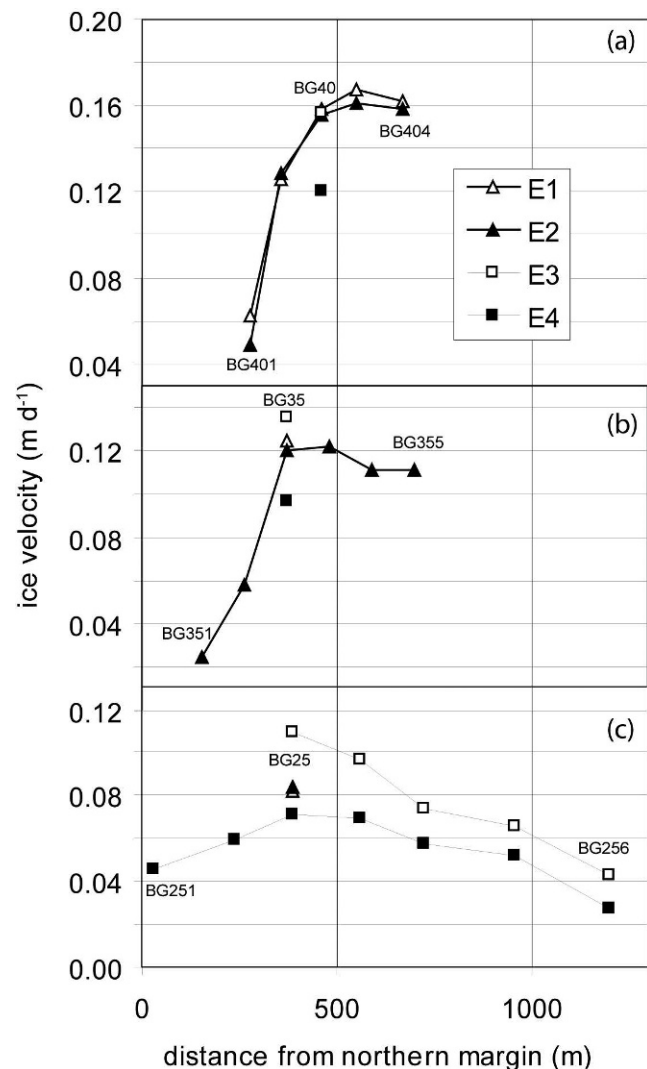 0.20
(a)
BG40
0.16
BG404
E1
0.12
E2
E3
0.08
E4
0.04
BG401
BG35
(b)
BG355
0.12
ice velocity (m d-1)
0.08
0.04
BG351
0.12
(c)
BG25
0.08
BG256
0.04
BG251
0.00
0
500
1000
distance from northern margin (m)